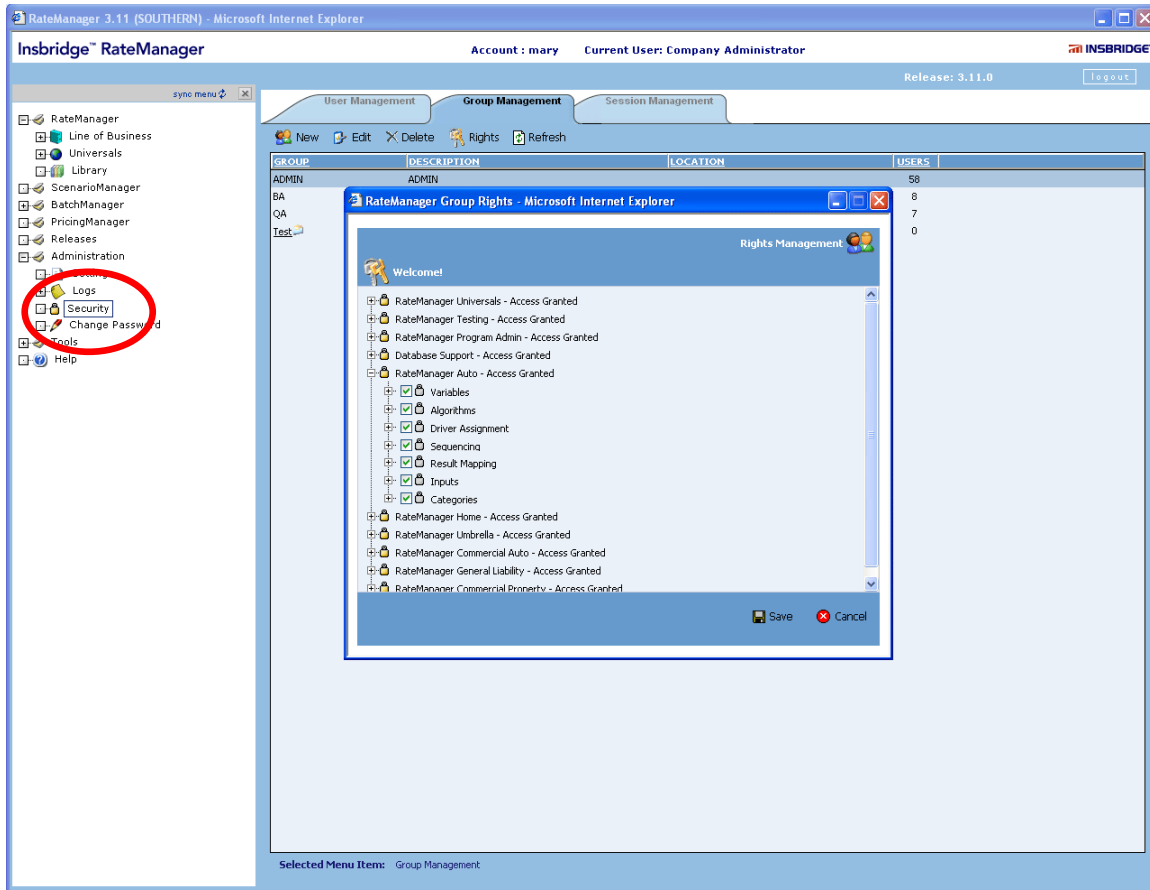 RateManager 3.11 (SOUTHERN) - Microsoft Internet Explorer
Insbridge™ RateManager
Account : mary Current User: Company Administrator
INSBRIDGE
Release: 3.11.0
logout
sync menu
RateManager
Line of Business
Universals
Library
ScenarioManager
BatchManager
PricingManager
Releases
Administration
Logs
Security
Change Password
Tools
Help
User Management Group Management Session Management
New Edit Delete Rights Refresh
GROUP DESCRIPTION LOCATION USERS
ADMIN ADMIN 58
BA 8
QA 7
Test 0
RateManager Group Rights - Microsoft Internet Explorer
Rights Management
Welcome!
RateManager Universals - Access Granted
RateManager Testing - Access Granted
RateManager Program Admin - Access Granted
Database Support - Access Granted
RateManager Auto - Access Granted
Variables
Algorithms
Driver Assignment
Sequencing
Result Mapping
Inputs
Categories
RateManager Home - Access Granted
RateManager Umbrella - Access Granted
RateManager Commercial Auto - Access Granted
RateManager General Liability - Access Granted
RateManager Commercial Property - Access Granted
Save Cancel
Selected Menu Item: Group Management